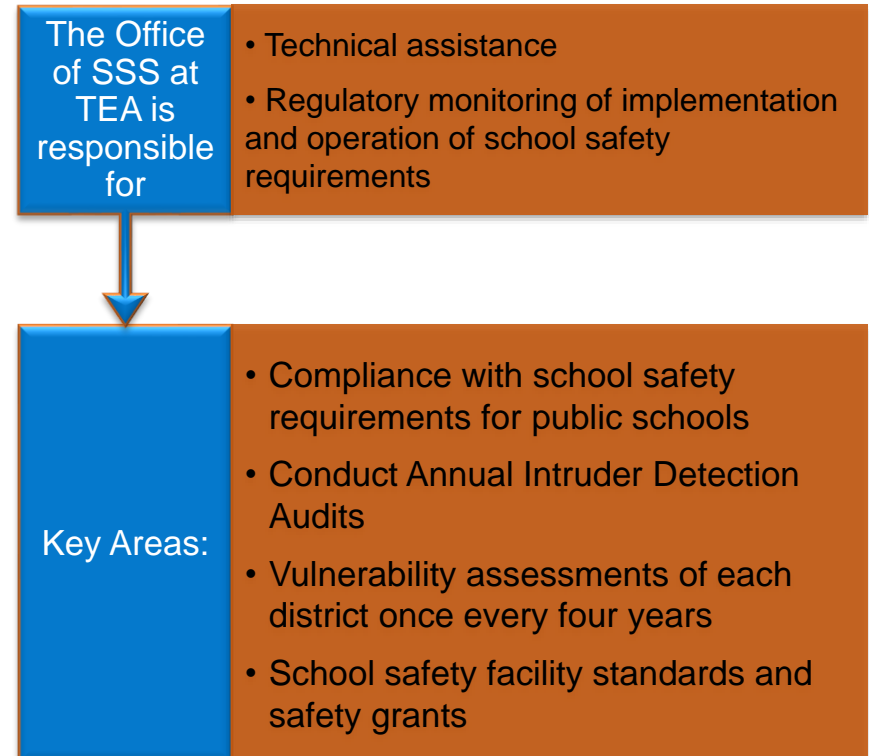 The Office
of SSS at
TEA is
responsible
for
• Technical assistance
• Regulatory monitoring of implementation
and operation of school safety
requirements
Key Areas:
• Compliance with school safety
requirements for public schools
• Conduct Annual Intruder Detection
Audits
• Vulnerability assessments of each
district once every four years
• School safety facility standards and
safety grants